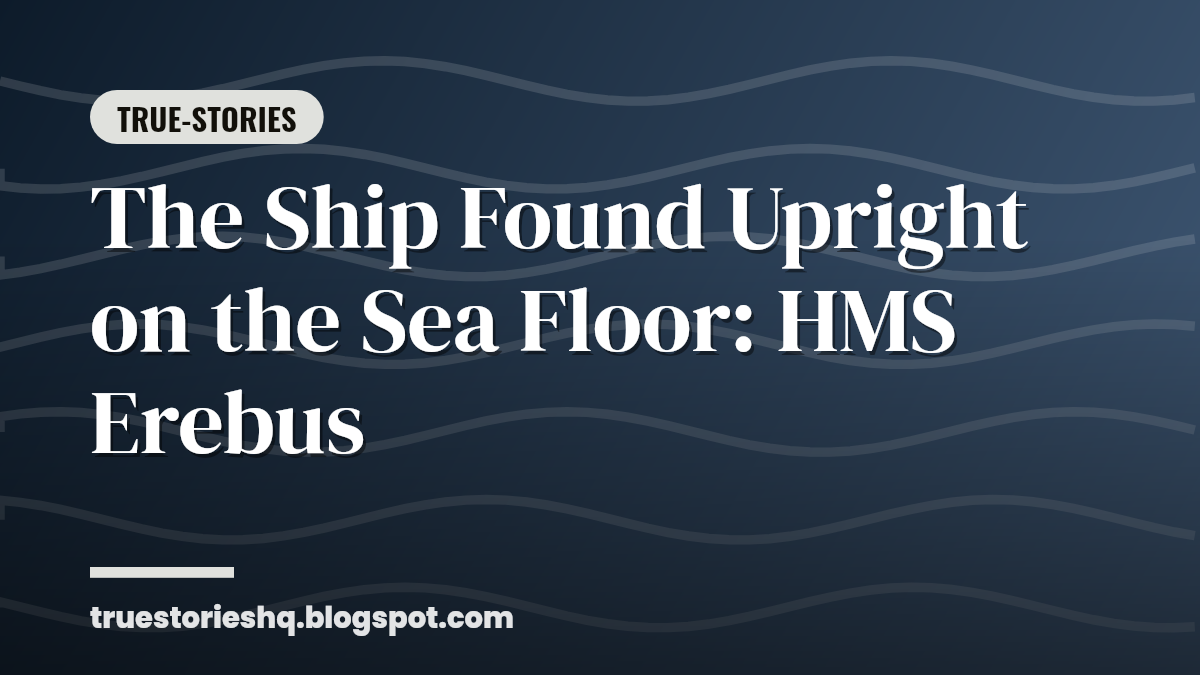 TRUE-STORIES
The Ship Found Upright
on the Sea Floor: HMS
Erebus
truestorieshq.blogspot.com